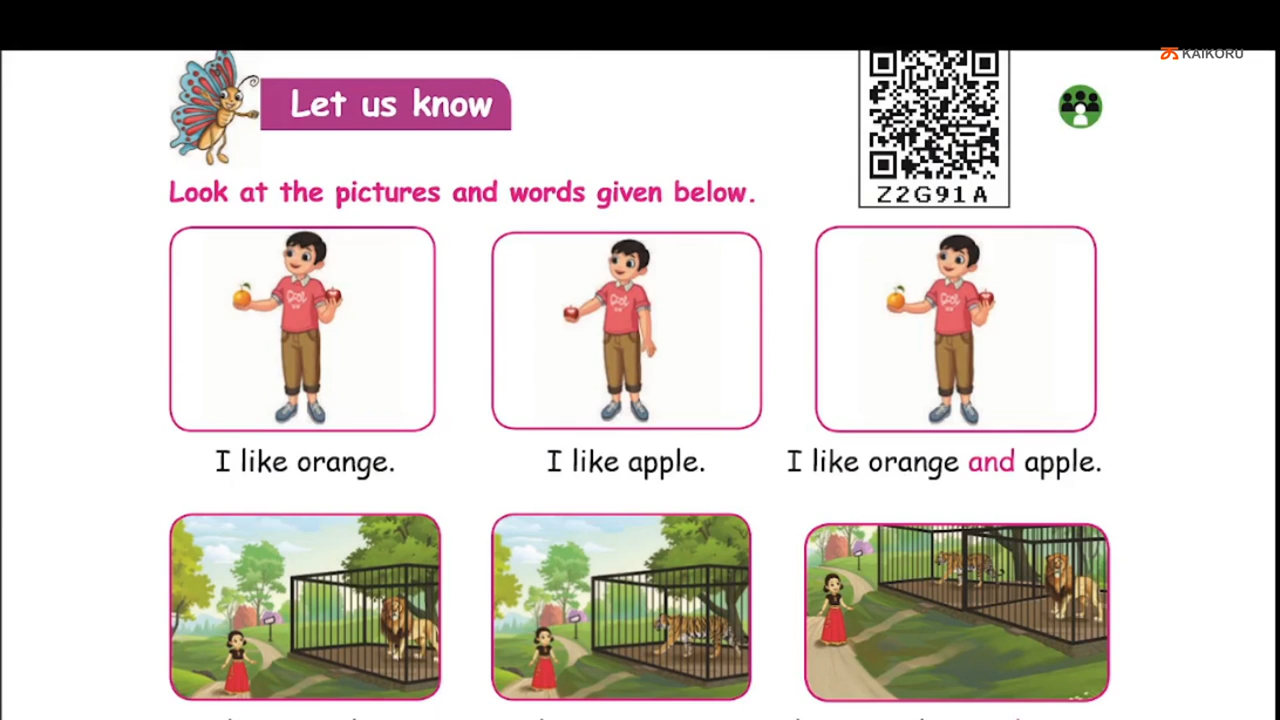 KAIKORU
Let us know
Z2G91A
Look at the pictures and words given below.
I like orange.
I like apple.
I like orange and apple.